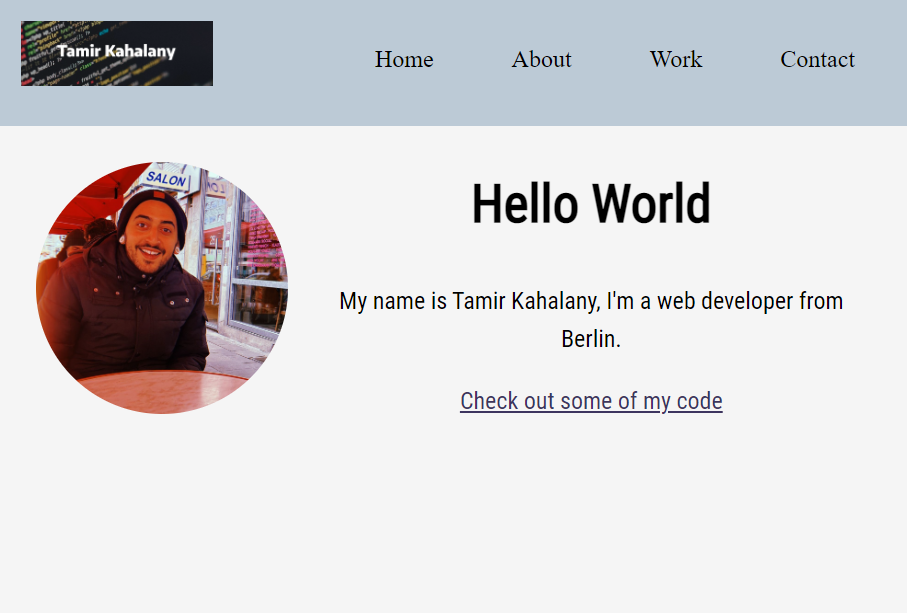 Tamir Kahalany
Home About Work Contact
SALON
Hello World
My name is Tamir Kahalany, I'm a web developer from
Berlin.
Check out some of my code